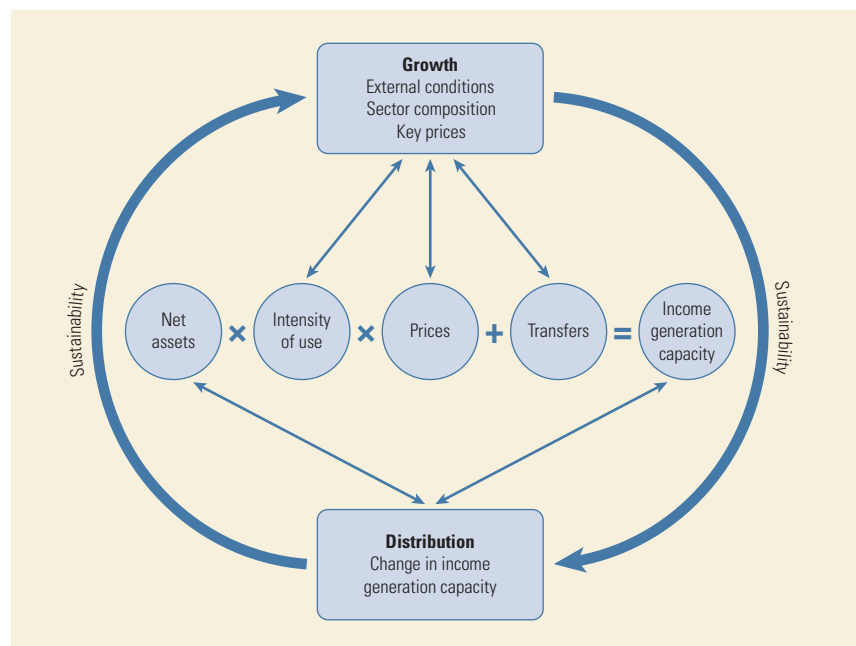 Growth
External conditions
Sector composition
Key prices
Sustainability
Net
assets
×
Intensity
of use
×
Prices
+
Transfers
=
Income
generation
capacity
Sustainability
Distribution
Change in income
generation capacity